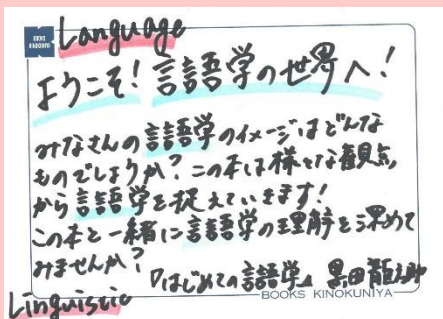 Language
ようこそ！言語学の世界へ！
みなさんの言語学のイメージはどんな
ものでしょうか？この本は様々な観点
から言語学を捉えていきます！
この本と一緒に言語学の理解を深めて
みませんか？
『はじめての言語学』 黒田龍之助
BOOKS KINOKUNIYA
Linguistic